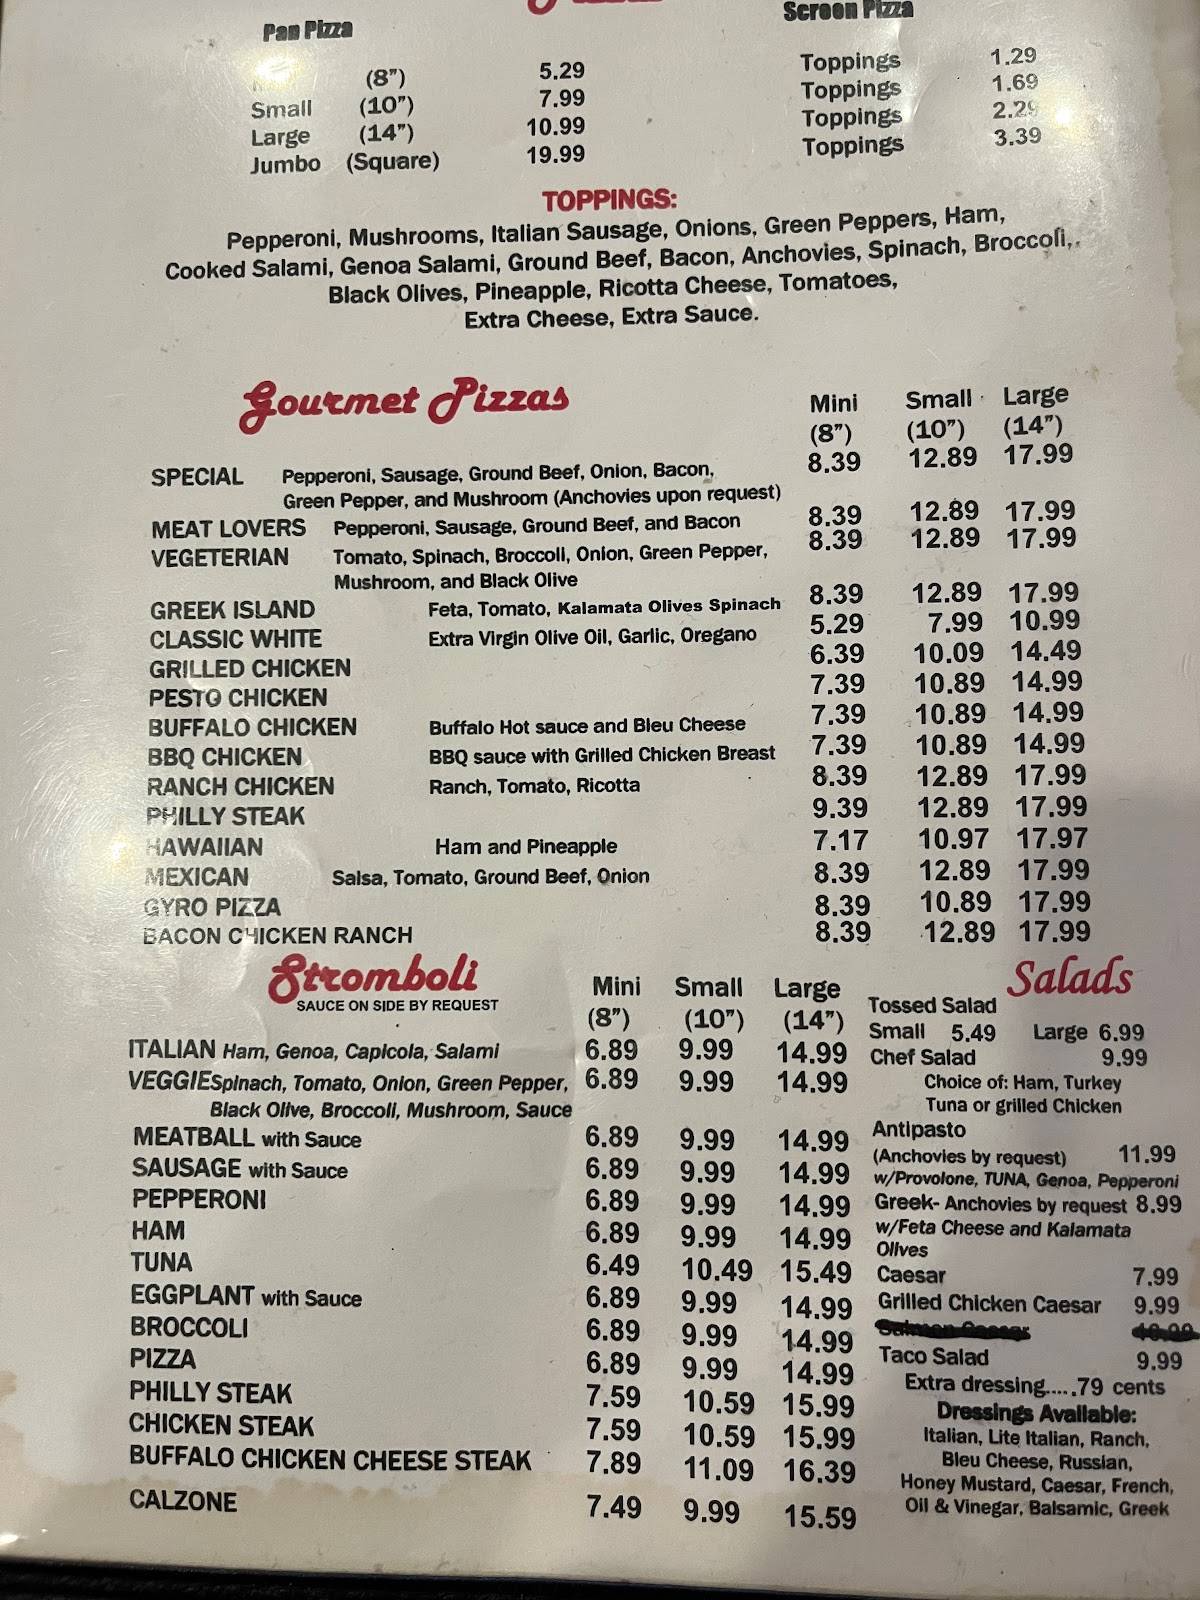 Pan Pizza
Screen Pizza
(8") 5.29 Toppings 1.29
Small (10") 7.99 Toppings 1.69
Large (14") 10.99 Toppings 2.29
Jumbo (Square) 19.99 Toppings 3.39
TOPPINGS:
Pepperoni, Mushrooms, Italian Sausage, Onions, Green Peppers, Ham,
Cooked Salami, Genoa Salami, Ground Beef, Bacon, Anchovies, Spinach, Broccoli,
Black Olives, Pineapple, Ricotta Cheese, Tomatoes,
Extra Cheese, Extra Sauce.
Gourmet Pizzas
Mini Small Large
(8") (10") (14")
SPECIAL Pepperoni, Sausage, Ground Beef, Onion, Bacon, 8.39 12.89 17.99
Green Pepper, and Mushroom (Anchovies upon request)
MEAT LOVERS Pepperoni, Sausage, Ground Beef, and Bacon 8.39 12.89 17.99
VEGETERIAN Tomato, Spinach, Broccoli, Onion, Green Pepper, 8.39 12.89 17.99
Mushroom, and Black Olive
GREEK ISLAND Feta, Tomato, Kalamata Olives Spinach 8.39 12.89 17.99
CLASSIC WHITE Extra Virgin Olive Oil, Garlic, Oregano 5.29 7.99 10.99
GRILLED CHICKEN 6.39 10.09 14.49
PESTO CHICKEN 7.39 10.89 14.99
BUFFALO CHICKEN Buffalo Hot sauce and Bleu Cheese 7.39 10.89 14.99
BBQ CHICKEN BBQ sauce with Grilled Chicken Breast 7.39 10.89 14.99
RANCH CHICKEN Ranch, Tomato, Ricotta 8.39 12.89 17.99
PHILLY STEAK 9.39 12.89 17.99
HAWAIIAN Ham and Pineapple 7.17 10.97 17.97
MEXICAN Salsa, Tomato, Ground Beef, Onion 8.39 12.89 17.99
GYRO PIZZA 8.39 10.89 17.99
BACON CHICKEN RANCH 8.39 12.89 17.99
Stromboli
SAUCE ON SIDE BY REQUEST
Mini Small Large
(8") (10") (14")
ITALIAN Ham, Genoa, Capicola, Salami 6.89 9.99 14.99
VEGGIE Spinach, Tomato, Onion, Green Pepper, 6.89 9.99 14.99
Black Olive, Broccoli, Mushroom, Sauce
MEATBALL with Sauce 6.89 9.99 14.99
SAUSAGE with Sauce 6.89 9.99 14.99
PEPPERONI 6.89 9.99 14.99
HAM 6.89 9.99 14.99
TUNA 6.49 10.49 15.49
EGGPLANT with Sauce 6.89 9.99 14.99
BROCCOLI 6.89 9.99 14.99
PIZZA 6.89 9.99 14.99
PHILLY STEAK 7.59 10.59 15.99
CHICKEN STEAK 7.59 10.59 15.99
BUFFALO CHICKEN CHEESE STEAK 7.89 11.09 16.39
CALZONE 7.49 9.99 15.59
Salads
Tossed Salad
Small 5.49 Large 6.99
Chef Salad 9.99
Choice of: Ham, Turkey
Tuna or grilled Chicken
Antipasto
(Anchovies by request) 11.99
w/Provolone, TUNA, Genoa, Pepperoni
Greek- Anchovies by request 8.99
w/Feta Cheese and Kalamata
Olives
Caesar 7.99
Grilled Chicken Caesar 9.99
Taco Salad 9.99
Extra dressing.....79 cents
Dressings Available:
Italian, Lite Italian, Ranch,
Bleu Cheese, Russian,
Honey Mustard, Caesar, French,
Oil & Vinegar, Balsamic, Greek